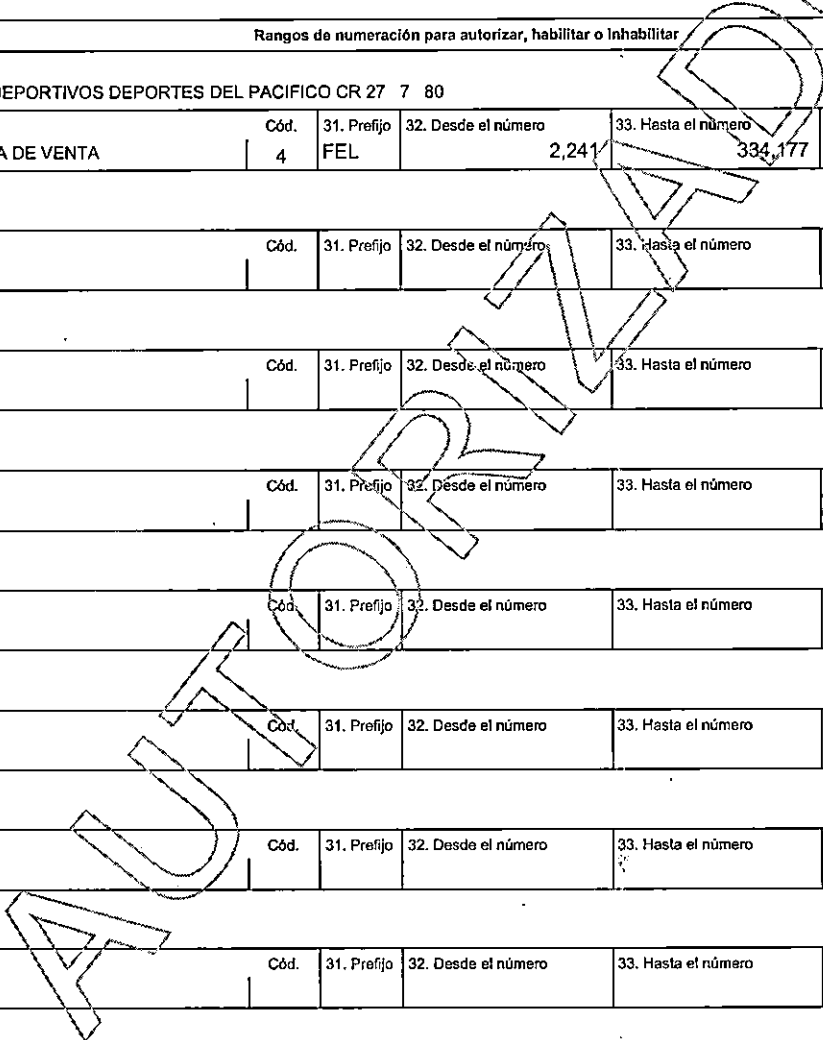 Rangos de numeración para autorizar, habilitar o Inhabilitar
DEPORTIVOS DEPORTES DEL PACIFICO CR 27 7 80
Cód. 31. Prefijo 32. Desde el número 33. Hasta el número
A DE VENTA 4 FEL 2,241 334,177
Cód. 31. Prefijo 32. Desde el número 33. Hasta el número
Cód. 31. Prefijo 32. Desde el número 33. Hasta el número
Cód. 31. Prefijo 32. Desde el número 33. Hasta el número
Cód. 31. Prefijo 32. Desde el número 33. Hasta el número
Cód. 31. Prefijo 32. Desde el número 33. Hasta el número
Cód. 31. Prefijo 32. Desde el número 33. Hasta el número
Cód. 31. Prefijo 32. Desde el número 33. Hasta el número
AUTORIZAD